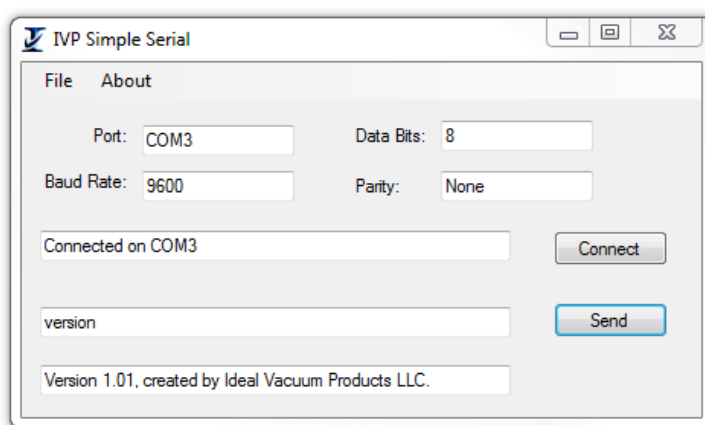 IVP Simple Serial
File About
Port: COM3 Data Bits: 8
Baud Rate: 9600 Parity: None
Connected on COM3 Connect
version Send
Version 1.01, created by Ideal Vacuum Products LLC.